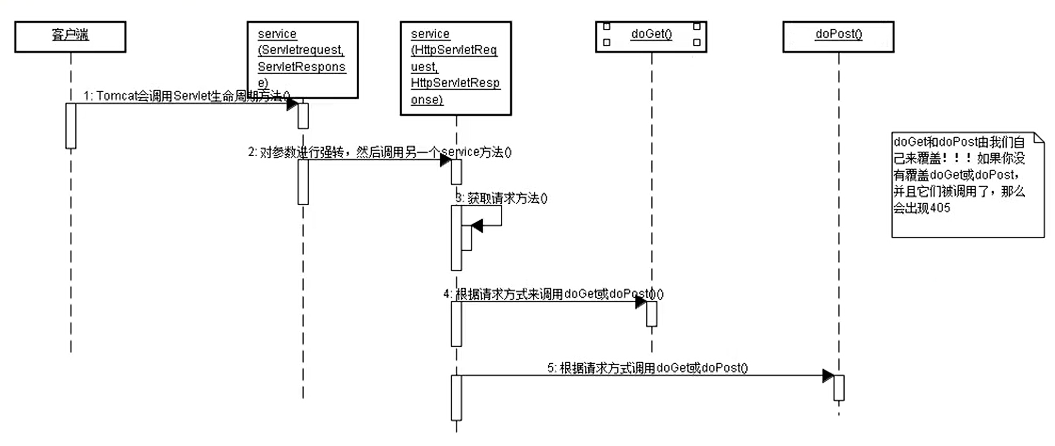 客户端
service
(Servletrequest,
ServletRespons
e)
service
(HttpServletReq
uest,
HttpServletResp
onse)
doGet()
doPost()
1: Tomcat会调用Servlet生命周期方法()
2: 对参数进行强转，然后调用另一个service方法()
3: 获取请求方法()
4: 根据请求方式来调用doGet或doPost()()
5: 根据请求方式调用doGet或doPost()
doGet和doPost由我们自
己来覆盖！！！如果你没
有覆盖doGet或doPost，
并且它们被调用了，那么
会出现405